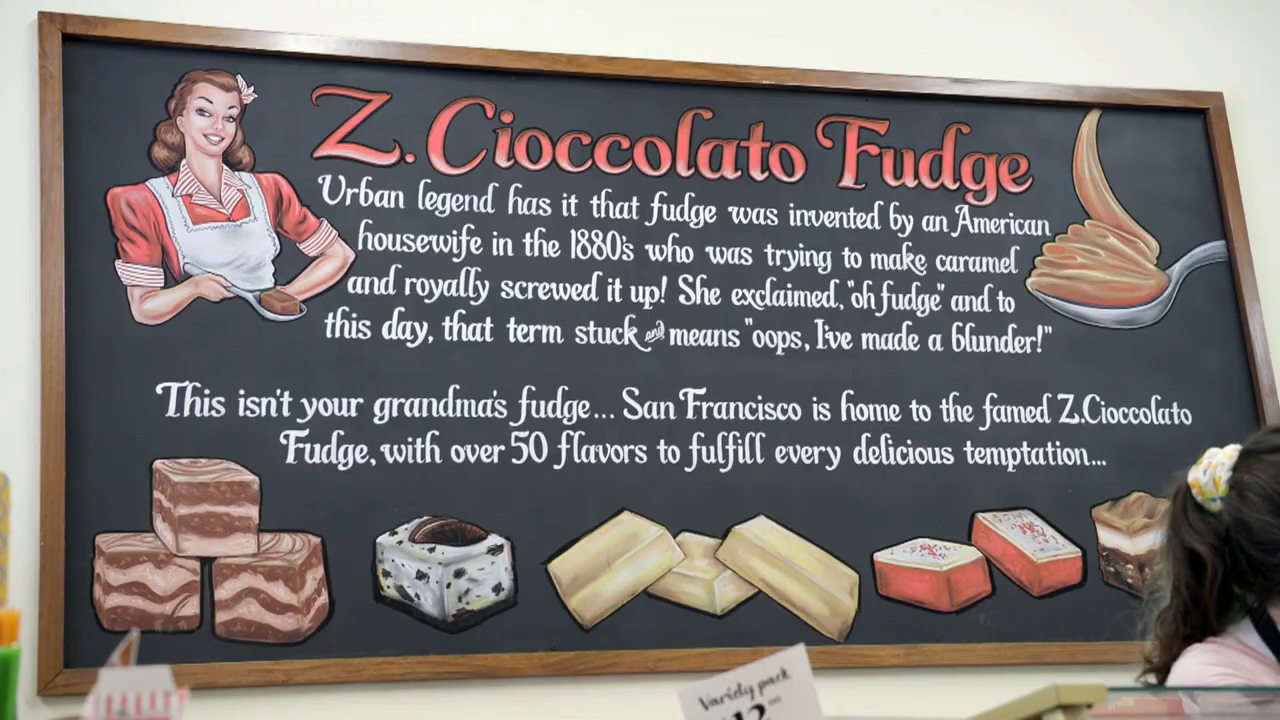 Z. Cioccolato Fudge
Urban legend has it that fudge was invented by an American
housewife in the 1880's who was trying to make caramel
and royally screwed it up! She exclaimed, "oh fudge" and to
this day, that term stuck and means "oops, I've made a blunder!"
This isn't your grandma's fudge... San Francisco is home to the famed Z.Cioccolato
Fudge, with over 50 flavors to fulfill every delicious temptation...
Variety pack